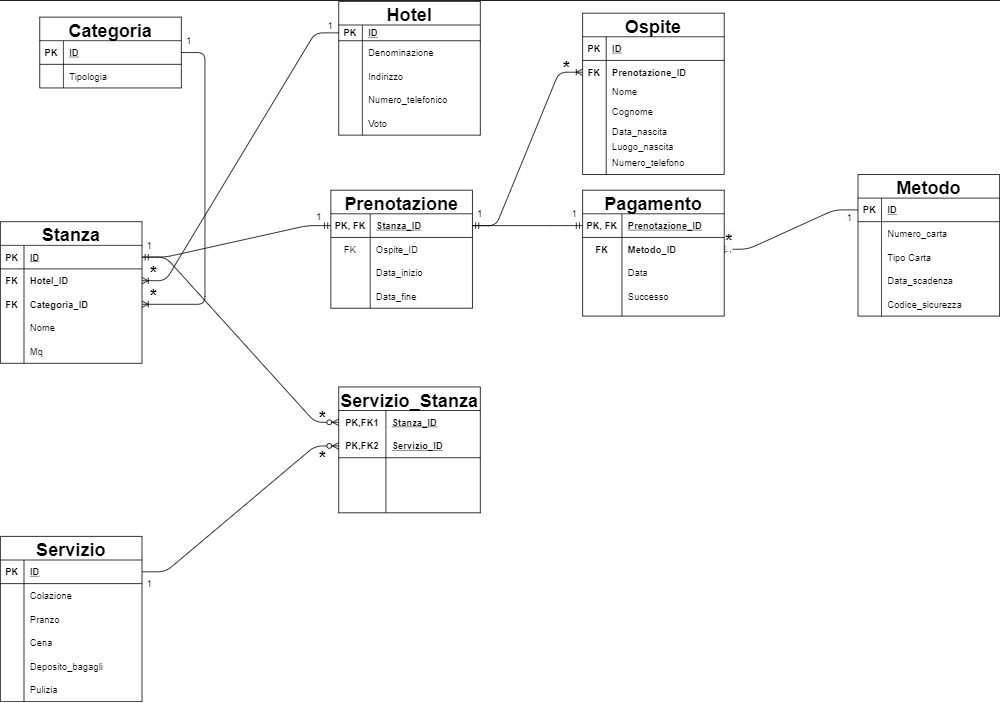 Categoria
PK ID
Tipologia
1
Hotel
1
PK ID
Denominazione
Indirizzo
Numero_telefonico
Voto
Ospite
PK ID
*
FK Prenotazione_ID
Nome
Cognome
Data_nascita
Luogo_nascita
Numero_telefono
Stanza
PK ID
FK Hotel_ID
FK Categoria_ID
Nome
Mq
1
*
*
Prenotazione
1
PK, FK Stanza_ID
FK Ospite_ID
Data_inizio
Data_fine
1
Pagamento
1
PK, FK Prenotazione_ID
FK Metodo_ID
Data
Successo
*
Metodo
1
PK ID
Numero_carta
Tipo Carta
Data_scadenza
Codice_sicurezza
Servizio_Stanza
*
PK,FK1 Stanza_ID
PK,FK2 Servizio_ID
*
Servizio
PK ID
1
Colazione
Pranzo
Cena
Deposito_bagagli
Pulizia